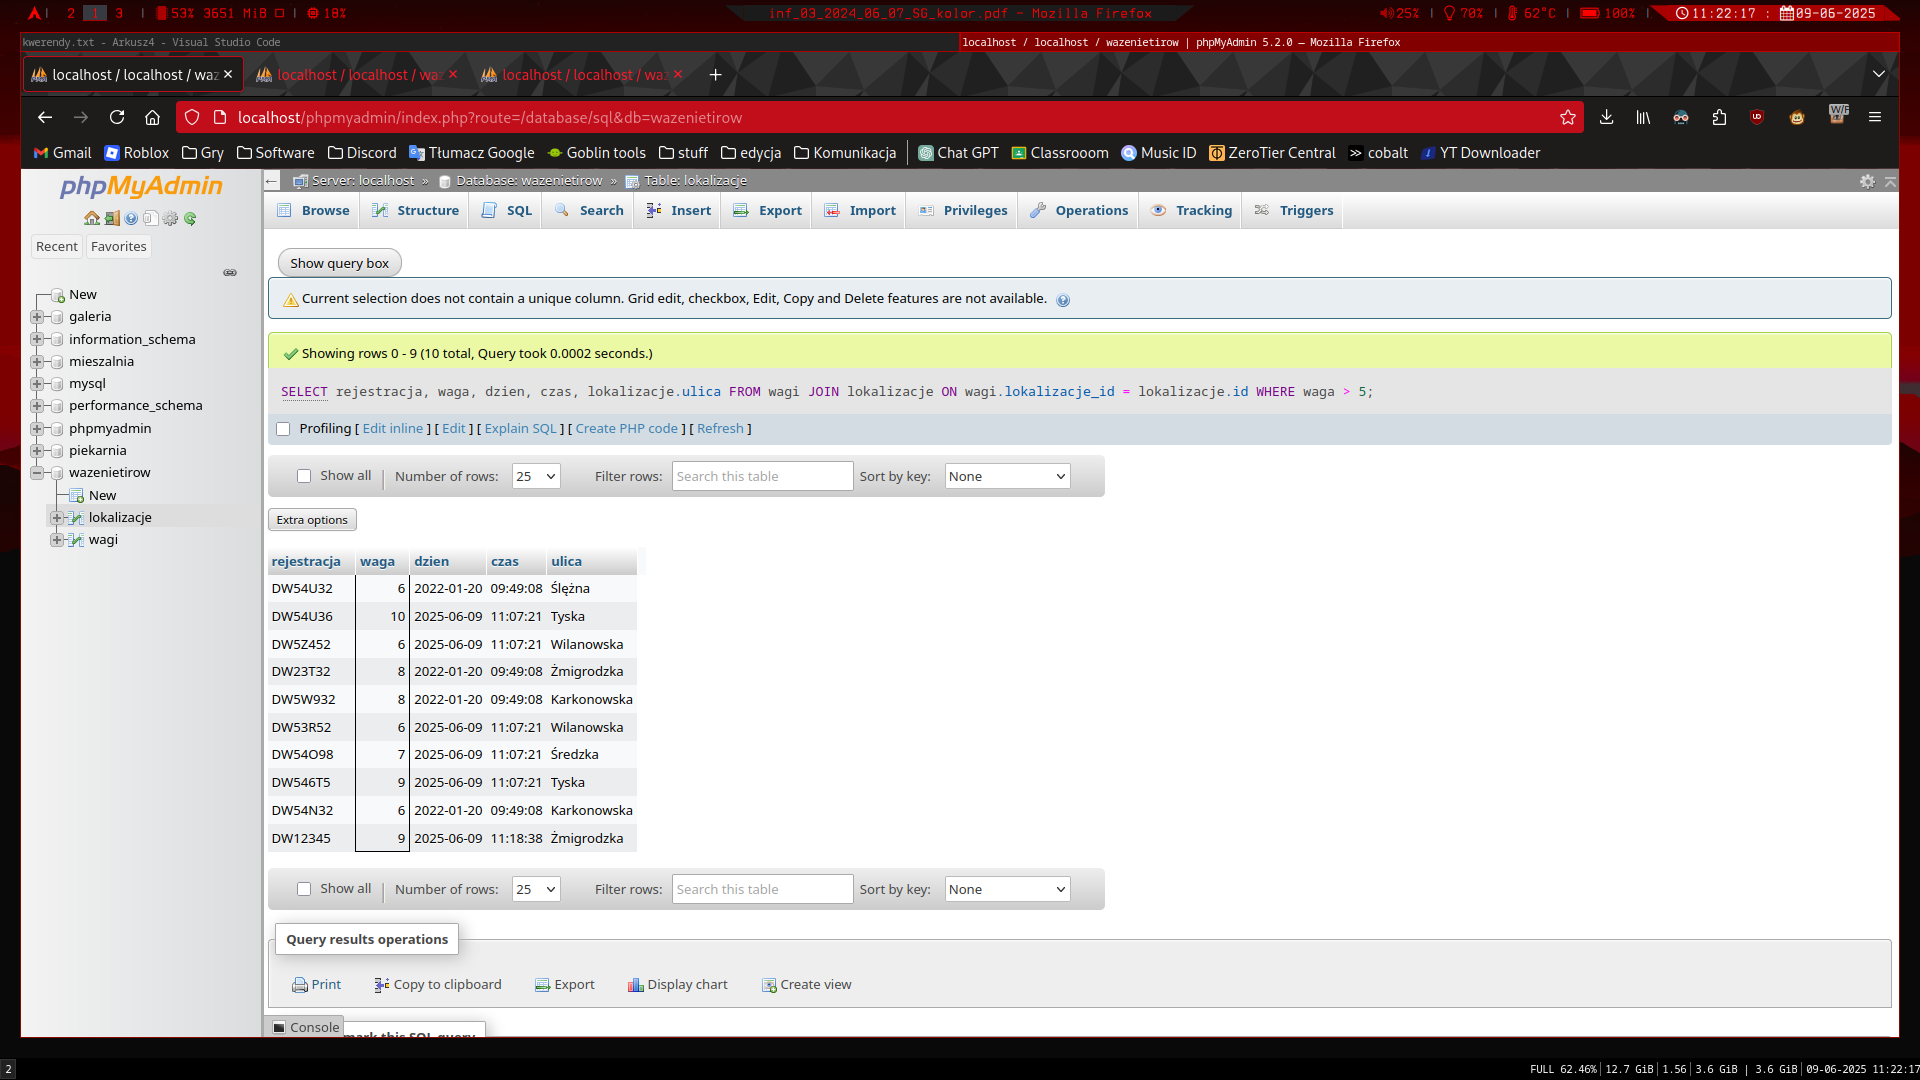 2 1 3 53% 3651 MiB 18%
inf_03_2024_06_07_SG_kolor.pdf — Mozilla Firefox
25% 70% 62°C 100% 11:22:17 : 09-06-2025
kwerendy.txt - Arkusz4 - Visual Studio Code
localhost / localhost / wazenietirow | phpMyAdmin 5.2.0 — Mozilla Firefox
localhost / localhost / waz
localhost / localhost / waz
localhost / localhost / waz
localhost/phpmyadmin/index.php?route=/database/sql&db=wazenietirow
Gmail Roblox Gry Software Discord Tłumacz Google Goblin tools stuff edycja Komunikacja Chat GPT Classrooom Music ID ZeroTier Central cobalt YT Downloader
phpMyAdmin
Recent Favorites
New
galeria
information_schema
mieszalnia
mysql
performance_schema
phpmyadmin
piekarnia
wazenietirow
New
lokalizacje
wagi
Server: localhost » Database: wazenietirow » Table: lokalizacje
Browse Structure SQL Search Insert Export Import Privileges Operations Tracking Triggers
Show query box
Current selection does not contain a unique column. Grid edit, checkbox, Edit, Copy and Delete features are not available.
Showing rows 0 - 9 (10 total, Query took 0.0002 seconds.)
SELECT rejestracja, waga, dzien, czas, lokalizacje.ulica FROM wagi JOIN lokalizacje ON wagi.lokalizacje_id = lokalizacje.id WHERE waga > 5;
Profiling [ Edit inline ] [ Edit ] [ Explain SQL ] [ Create PHP code ] [ Refresh ]
Show all Number of rows: 25 Filter rows: Search this table Sort by key: None
Extra options
rejestracja waga dzien czas ulica
DW54U32 6 2022-01-20 09:49:08 Ślężna
DW54U36 10 2025-06-09 11:07:21 Tyska
DW5Z452 6 2025-06-09 11:07:21 Wilanowska
DW23T32 8 2022-01-20 09:49:08 Żmigrodzka
DW5W932 8 2022-01-20 09:49:08 Karkonowska
DW53R52 6 2025-06-09 11:07:21 Wilanowska
DW54O98 7 2025-06-09 11:07:21 Średzka
DW546T5 9 2025-06-09 11:07:21 Tyska
DW54N32 6 2022-01-20 09:49:08 Karkonowska
DW12345 9 2025-06-09 11:18:38 Żmigrodzka
Show all Number of rows: 25 Filter rows: Search this table Sort by key: None
Query results operations
Print Copy to clipboard Export Display chart Create view
Console
mark this SQL query
2 FULL 62.46% 12.7 GiB 1.56 3.6 GiB | 3.6 GiB 09-06-2025 11:22:17